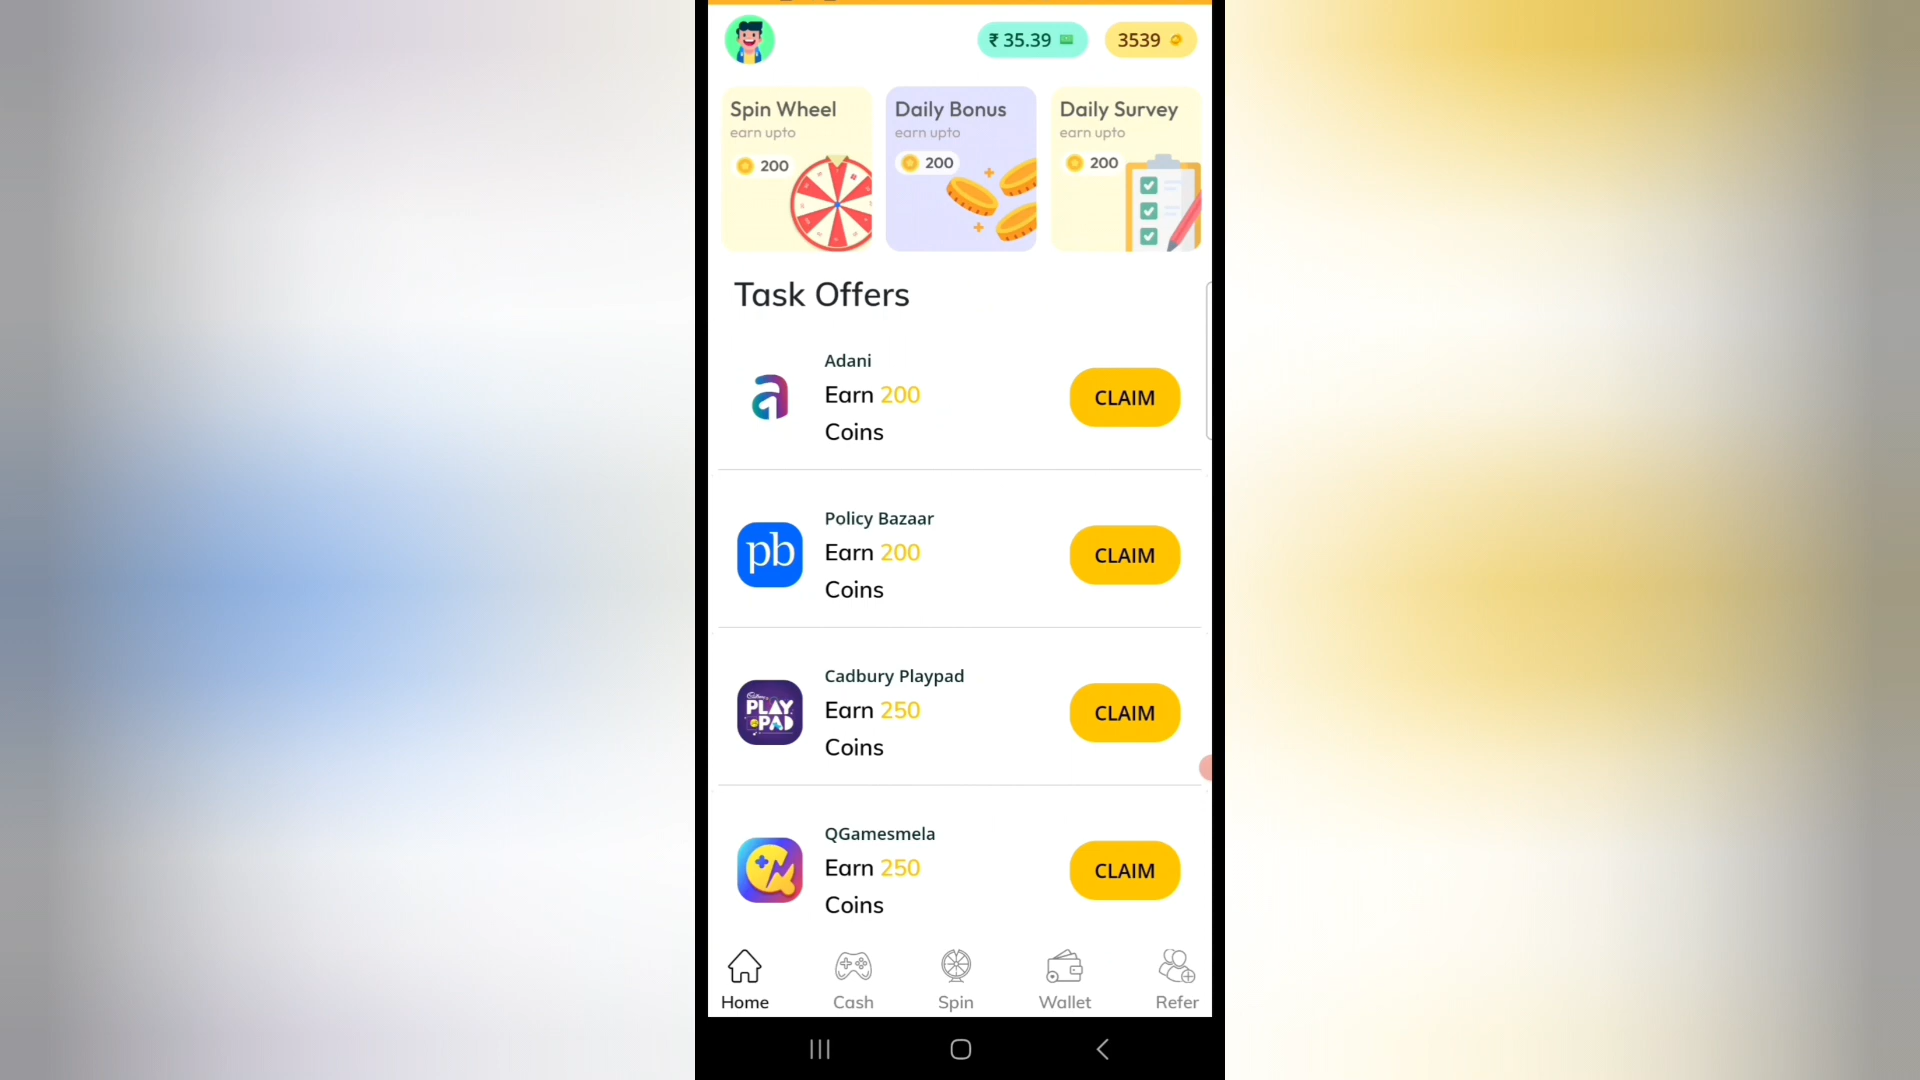 ₹ 35.39
3539
Spin Wheel
earn upto
200
Daily Bonus
earn upto
200
Daily Survey
earn upto
200
Task Offers
Adani
Earn 200
Coins
CLAIM
Policy Bazaar
Earn 200
Coins
CLAIM
pb
Cadbury Playpad
Earn 250
Coins
CLAIM
Cadbury
PLAY
PAD
QGamesmela
Earn 250
Coins
CLAIM
Home
Cash
Spin
Wallet
Refer